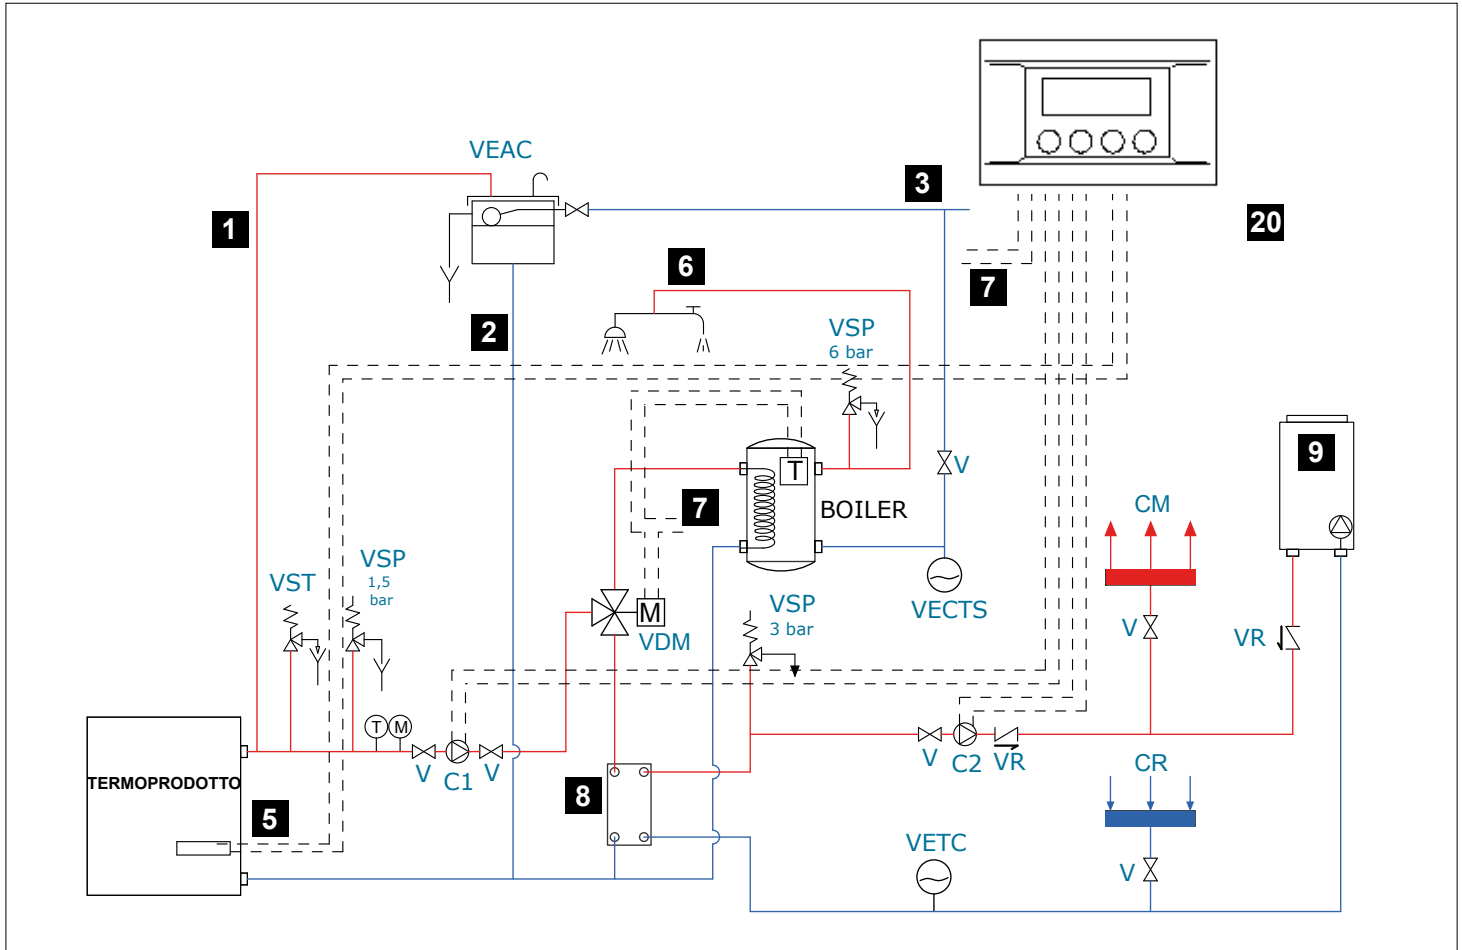 VEAC
3
1
20
6
7
2
VSP
6 bar
9
T
CM
7
BOILER
VSP
1,5
bar
VST
VECTS
VSP
3 bar
M
VDM
V
V
VR
T
M
TERMOPRODOTTO
V
C1
V
V
C2
VR
CR
8
5
VETC
V